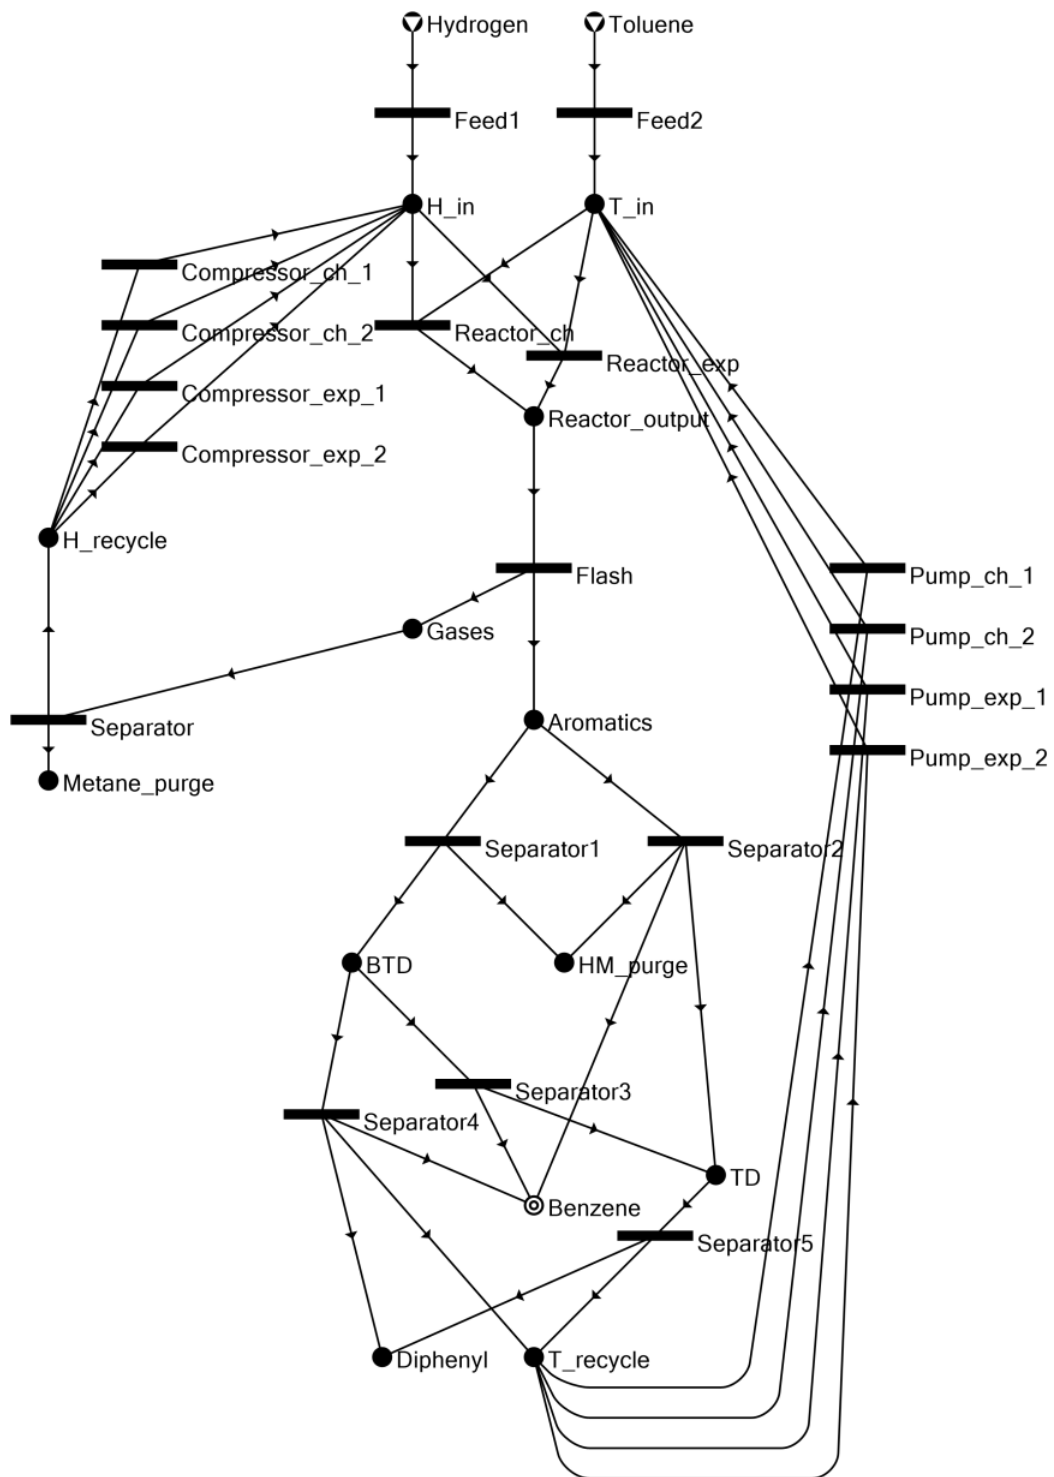 Hydrogen
Toluene
Feed1
Feed2
H_in
T_in
Compressor_ch_1
Compressor_ch_2
Reactor_ch
Reactor_exp
Compressor_exp_1
Reactor_output
Compressor_exp_2
H_recycle
Flash
Pump_ch_1
Gases
Pump_ch_2
Pump_exp_1
Separator
Aromatics
Pump_exp_2
Metane_purge
Separator1
Separator2
BTD
HM_purge
Separator3
Separator4
TD
Benzene
Separator5
Diphenyl
T_recycle